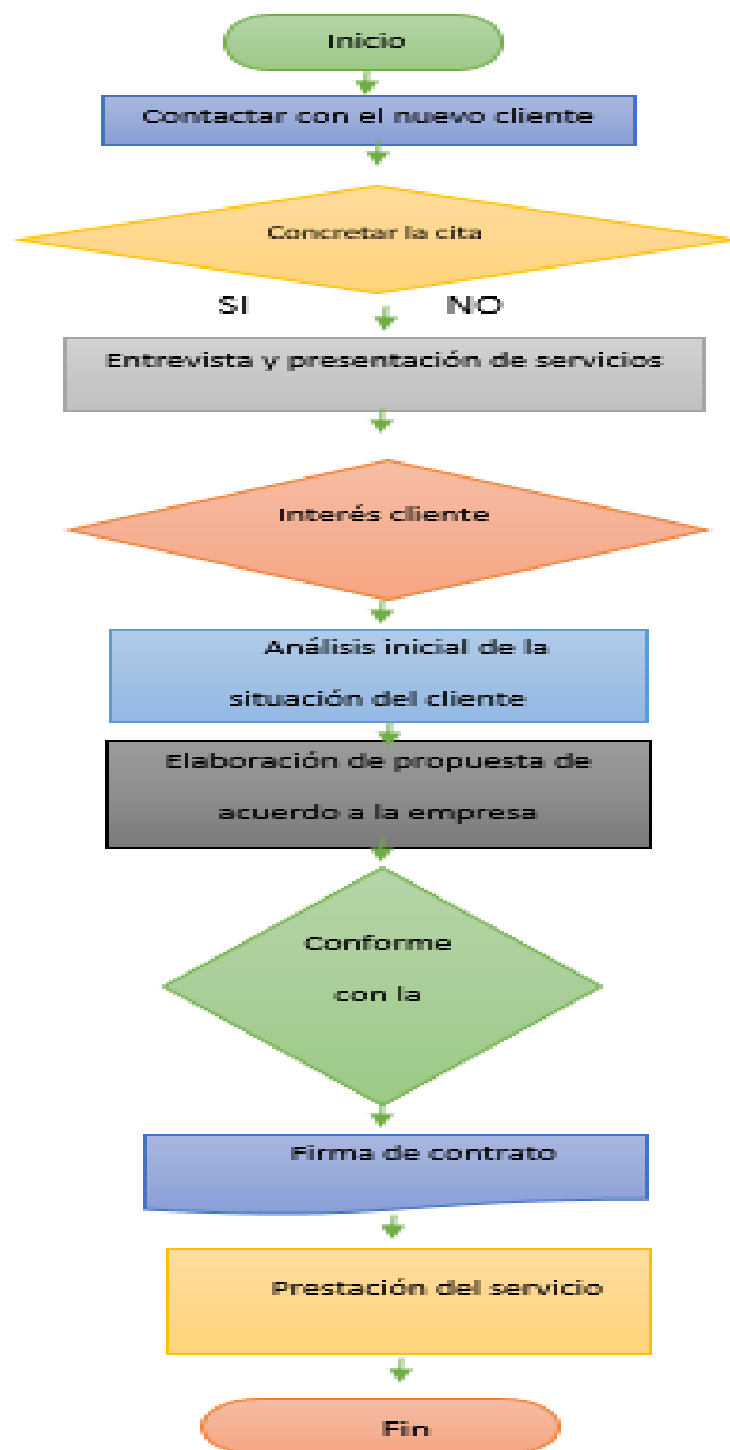 Inicio
Contactar con el nuevo cliente
Concretar la cita
SI NO
Entrevista y presentación de servicios
Interés cliente
Análisis inicial de la
situación del cliente
Elaboración de propuesta de
acuerdo a la empresa
Conforme
con la
Firma de contrato
Prestación del servicio
Fin